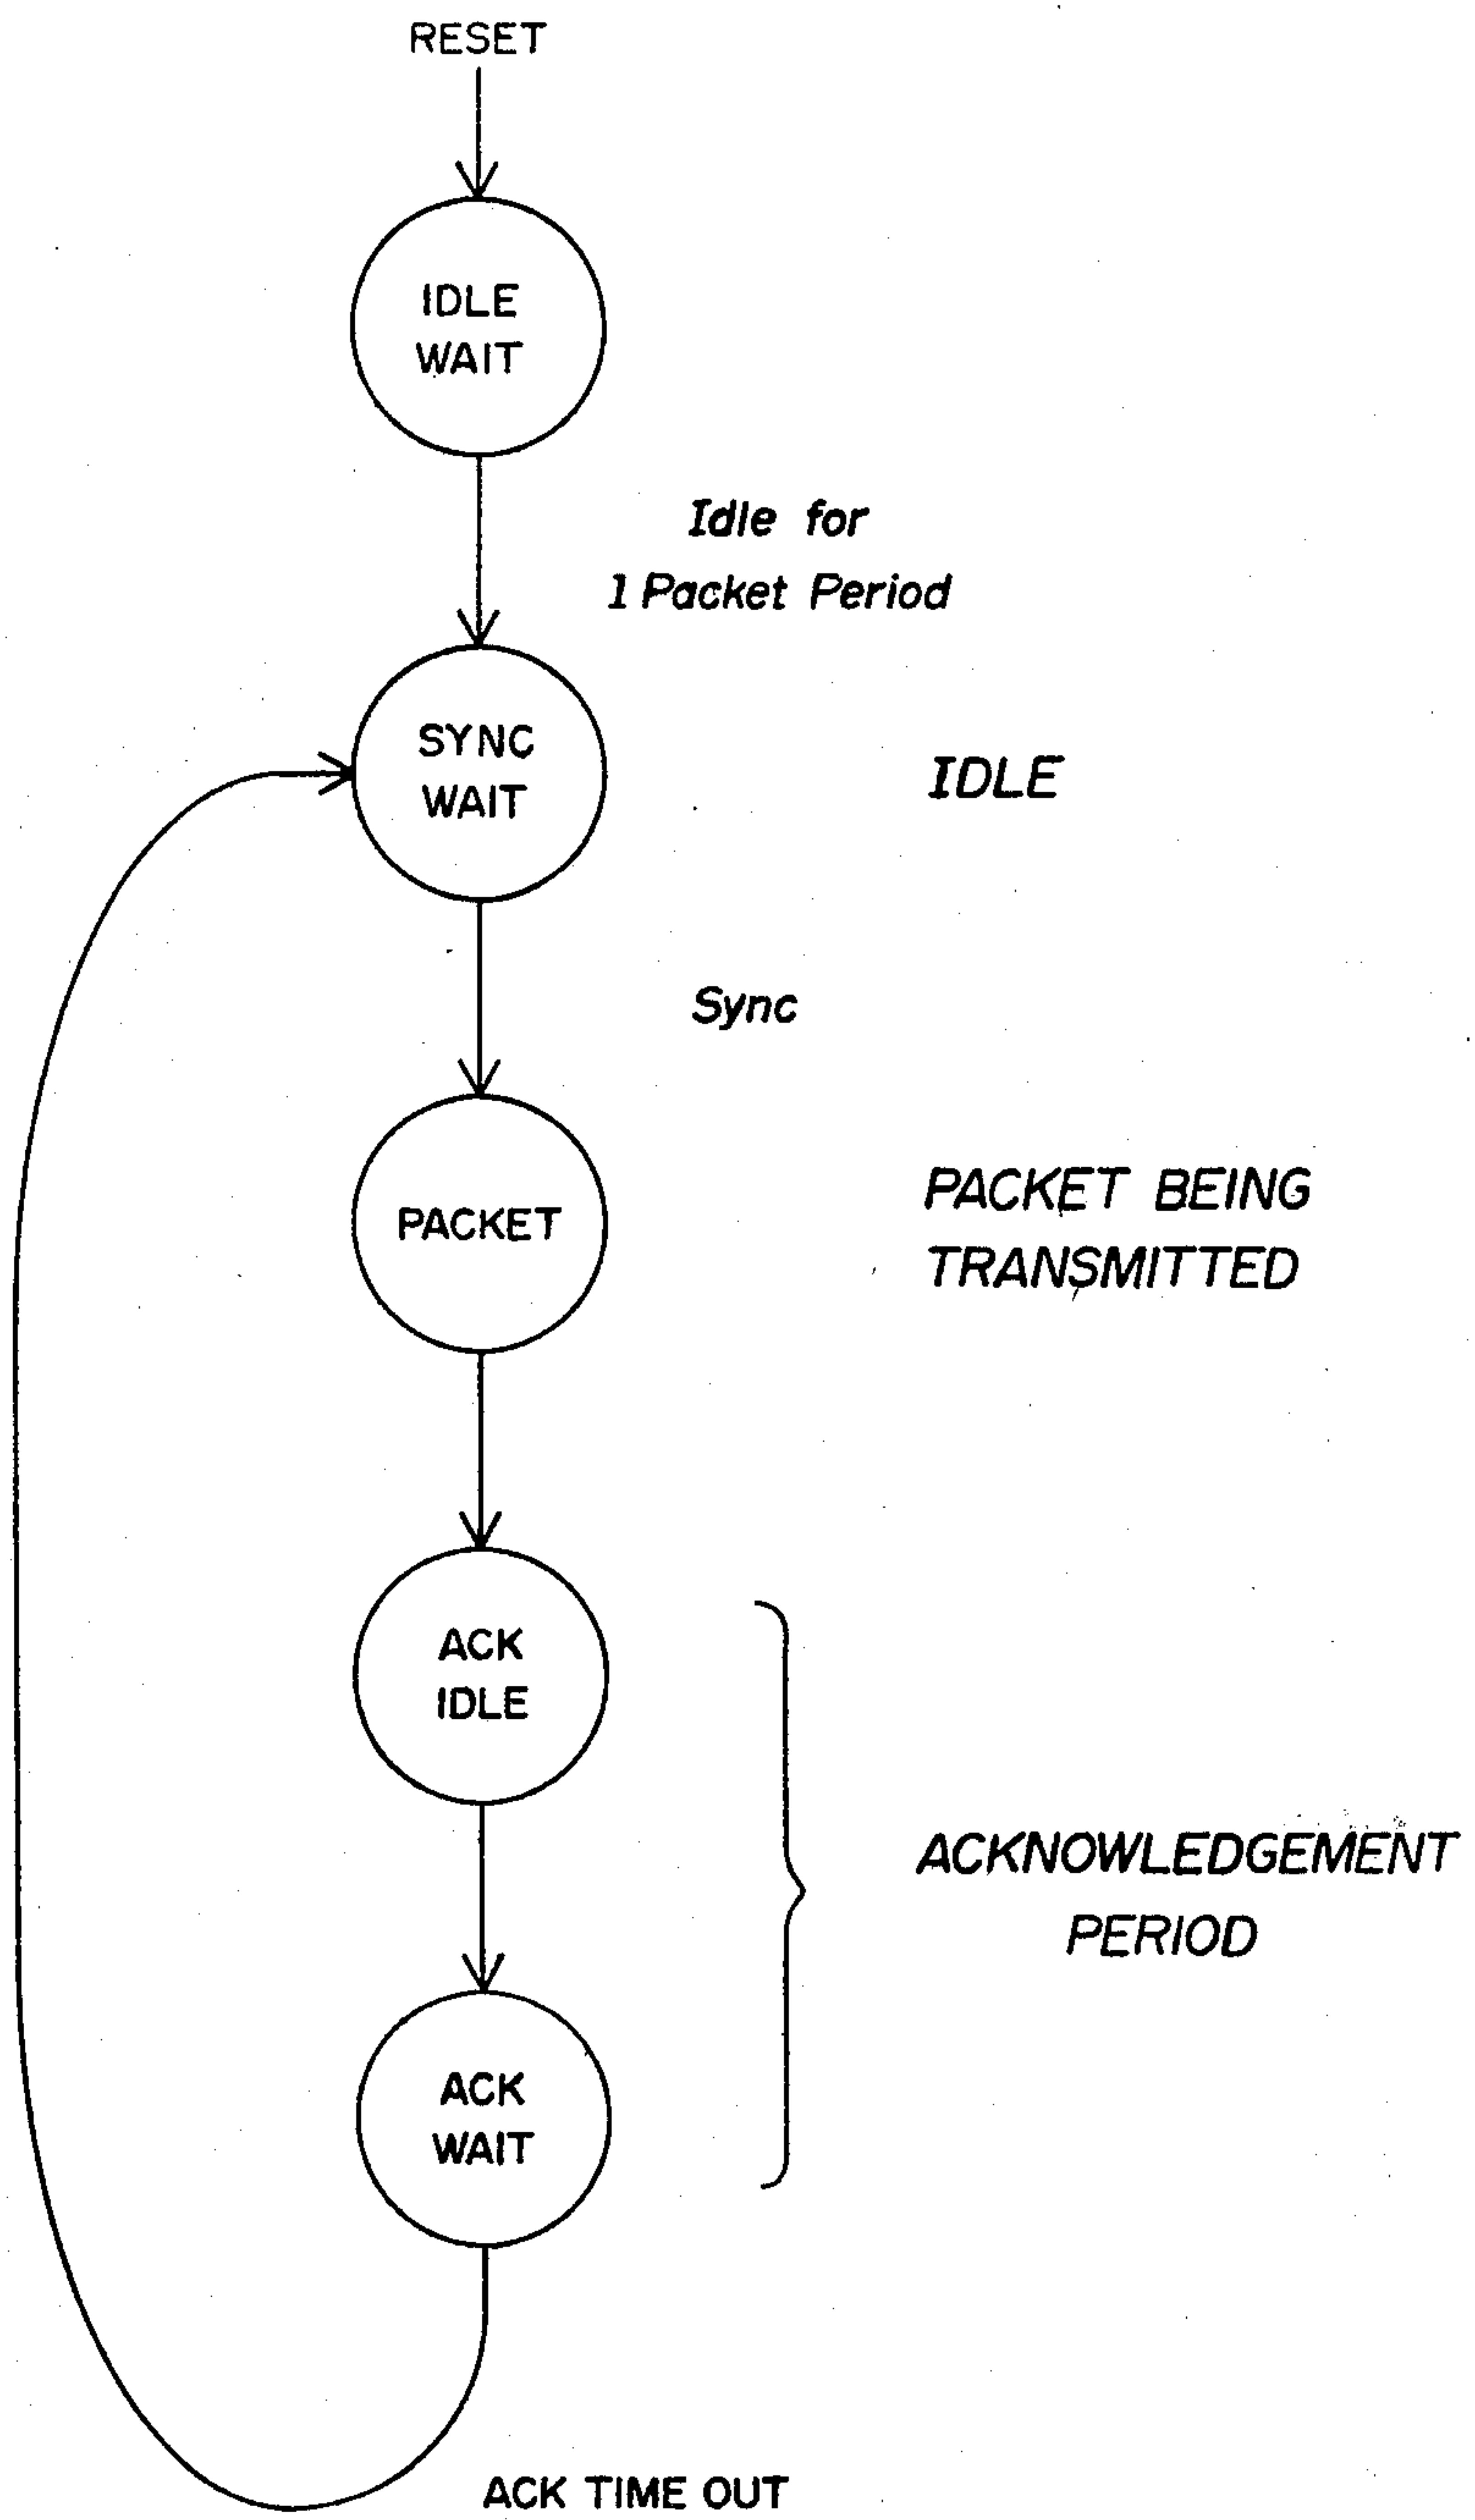 RESET
IDLE
WAIT
Idle for
1 Packet Period
SYNC
WAIT
IDLE
Sync
PACKET
PACKET BEING
TRANSMITTED
ACK
IDLE
ACKNOWLEDGEMENT
PERIOD
ACK
WAIT
ACK TIME OUT